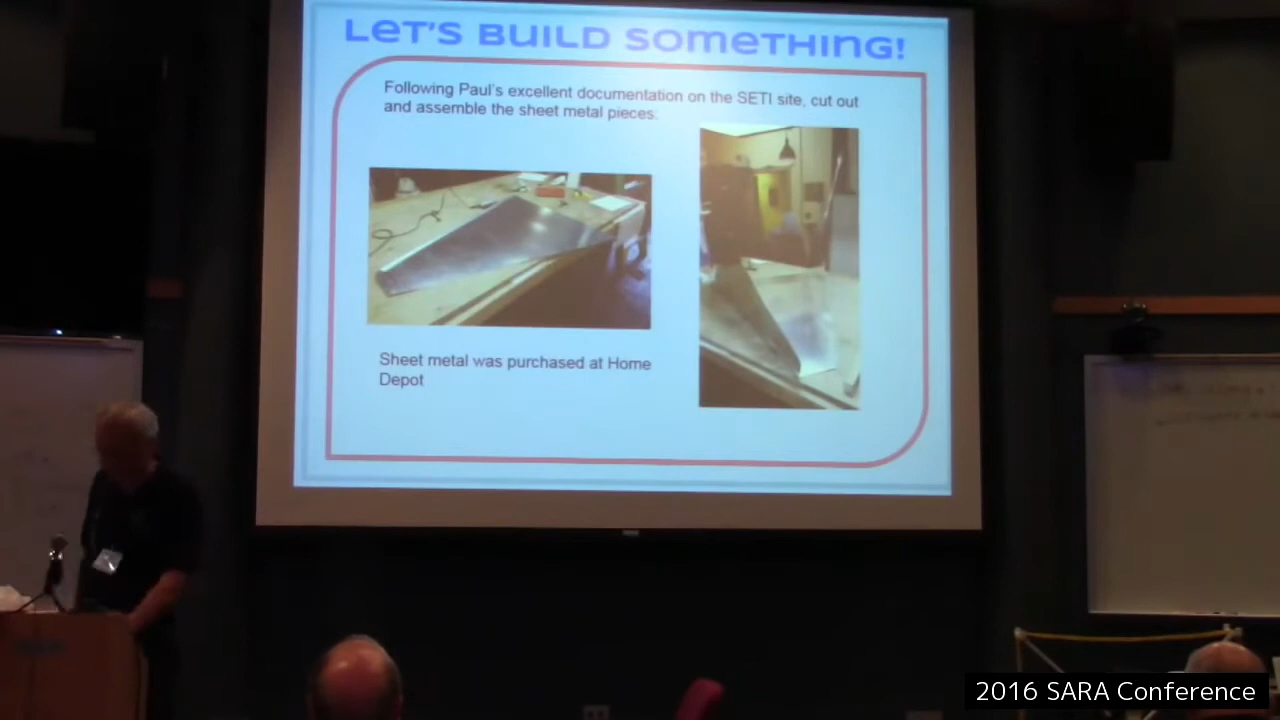 LET'S BUILD SOMETHING!
Following Paul's excellent documentation on the SETI site, cut out
and assemble the sheet metal pieces.
Sheet metal was purchased at Home
Depot
2016 SARA Conference